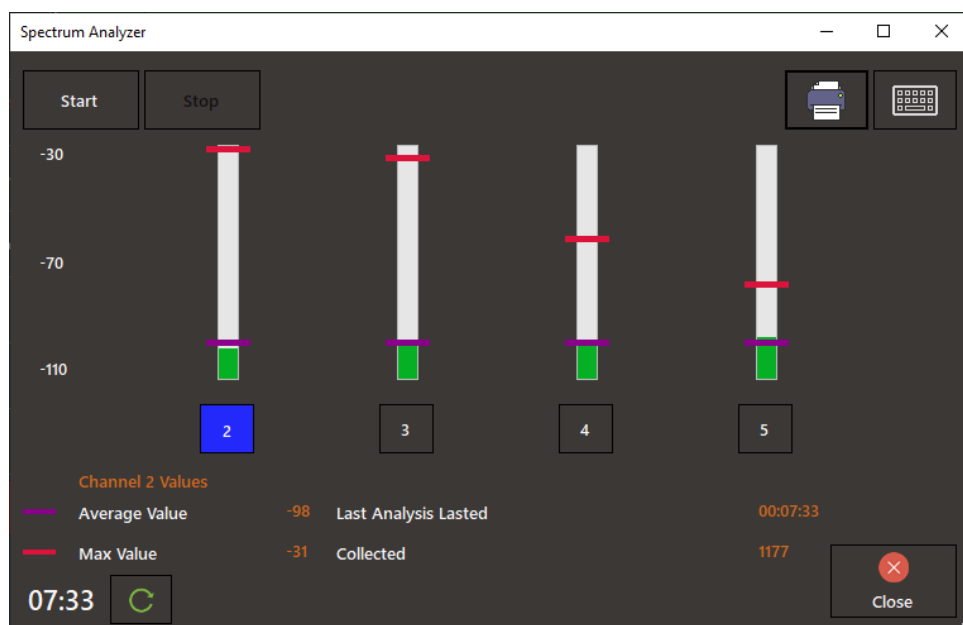 Spectrum Analyzer
Start Stop
-30
-70
-110
2 3 4 5
Channel 2 Values
Average Value -98 Last Analysis Lasted 00:07:33
Max Value -31 Collected 1177
07:33
Close